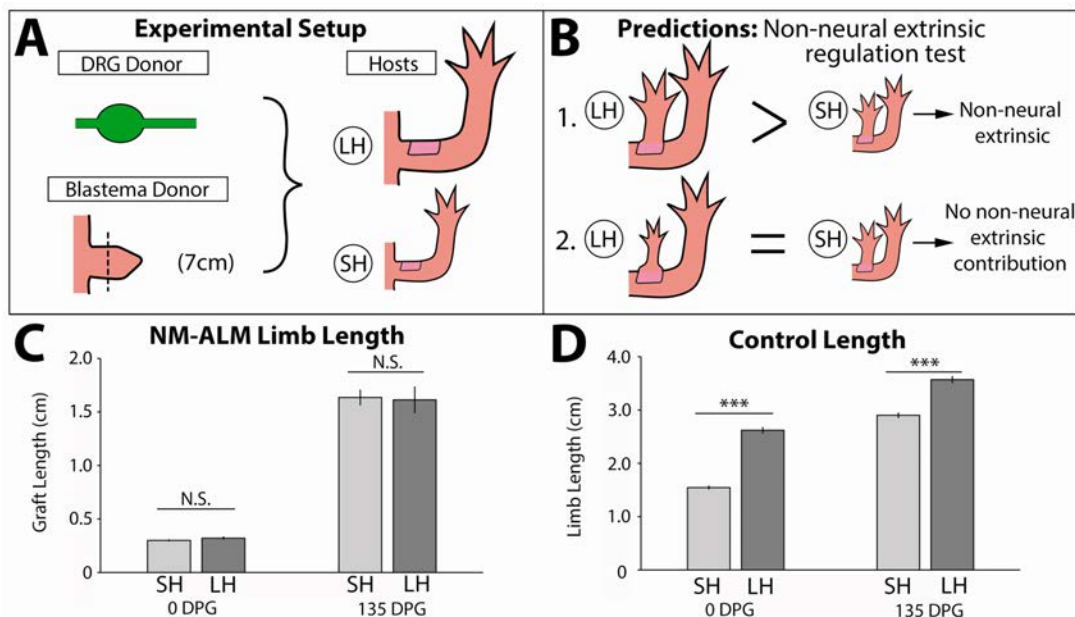 A
Experimental Setup
DRG Donor
Hosts
LH
Blastema Donor
(7cm)
SH
B
Predictions: Non-neural extrinsic
regulation test
1. LH > SH Non-neural
extrinsic
2. LH = SH No non-neural
extrinsic
contribution
C
NM-ALM Limb Length
Graft Length (cm)
2.0
1.5
1.0
0.5
0
N.S.
N.S.
SH LH SH LH
0 DPG 135 DPG
D
Control Length
Limb Length (cm)
4.0
3.0
2.0
1.0
0
***
***
SH LH SH LH
0 DPG 135 DPG